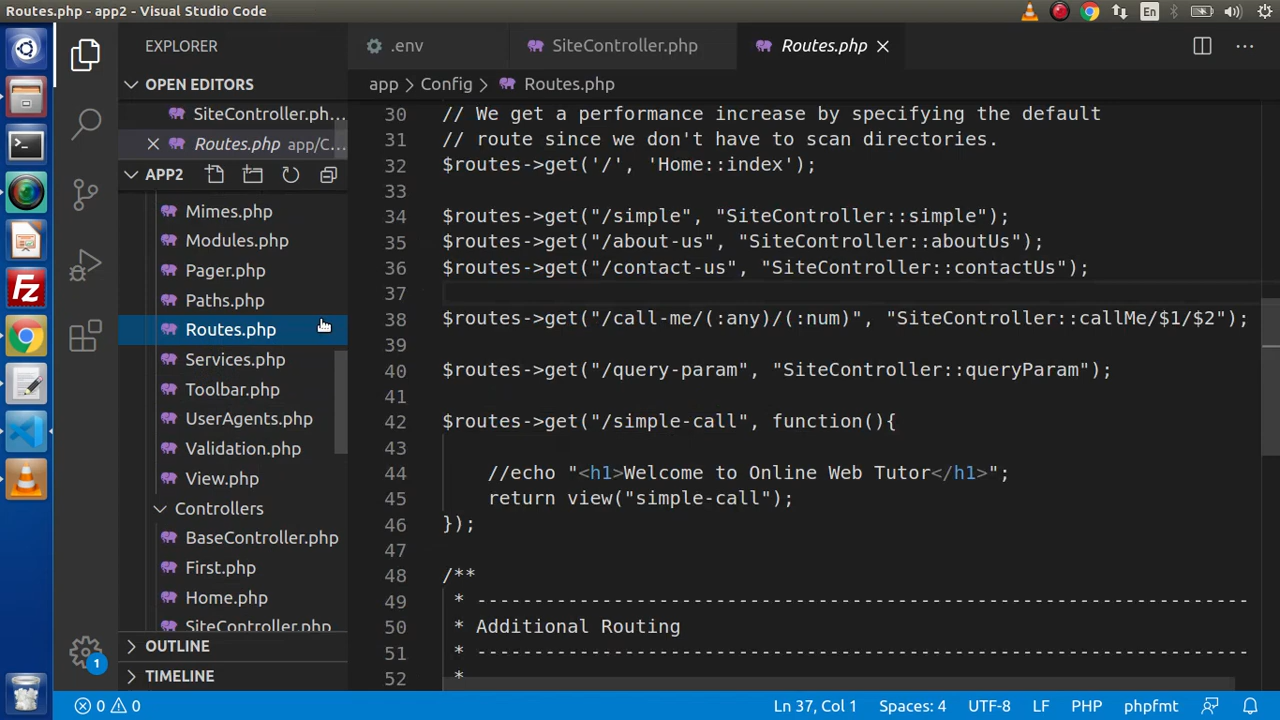 Routes.php - app2 - Visual Studio Code
En
EXPLORER
OPEN EDITORS
SiteController.ph...
Routes.php app/C...
APP2
Mimes.php
Modules.php
Pager.php
Paths.php
Routes.php
Services.php
Toolbar.php
UserAgents.php
Validation.php
View.php
Controllers
BaseController.php
First.php
Home.php
SiteController.php
OUTLINE
TIMELINE
1
.env
SiteController.php
Routes.php
app > Config > Routes.php
30 // We get a performance increase by specifying the default
31 // route since we don't have to scan directories.
32 $routes->get('/', 'Home::index');
33
34 $routes->get("/simple", "SiteController::simple");
35 $routes->get("/about-us", "SiteController::aboutUs");
36 $routes->get("/contact-us", "SiteController::contactUs");
37
38 $routes->get("/call-me/(:any)/(:num)", "SiteController::callMe/$1/$2");
39
40 $routes->get("/query-param", "SiteController::queryParam");
41
42 $routes->get("/simple-call", function(){
43
44 //echo "<h1>Welcome to Online Web Tutor</h1>";
45 return view("simple-call");
46 });
47
48 /**
49 * --------------------------------------------------------------------
50 * Additional Routing
51 * --------------------------------------------------------------------
52 *
0 0 Ln 37, Col 1 Spaces: 4 UTF-8 LF PHP phpfmt